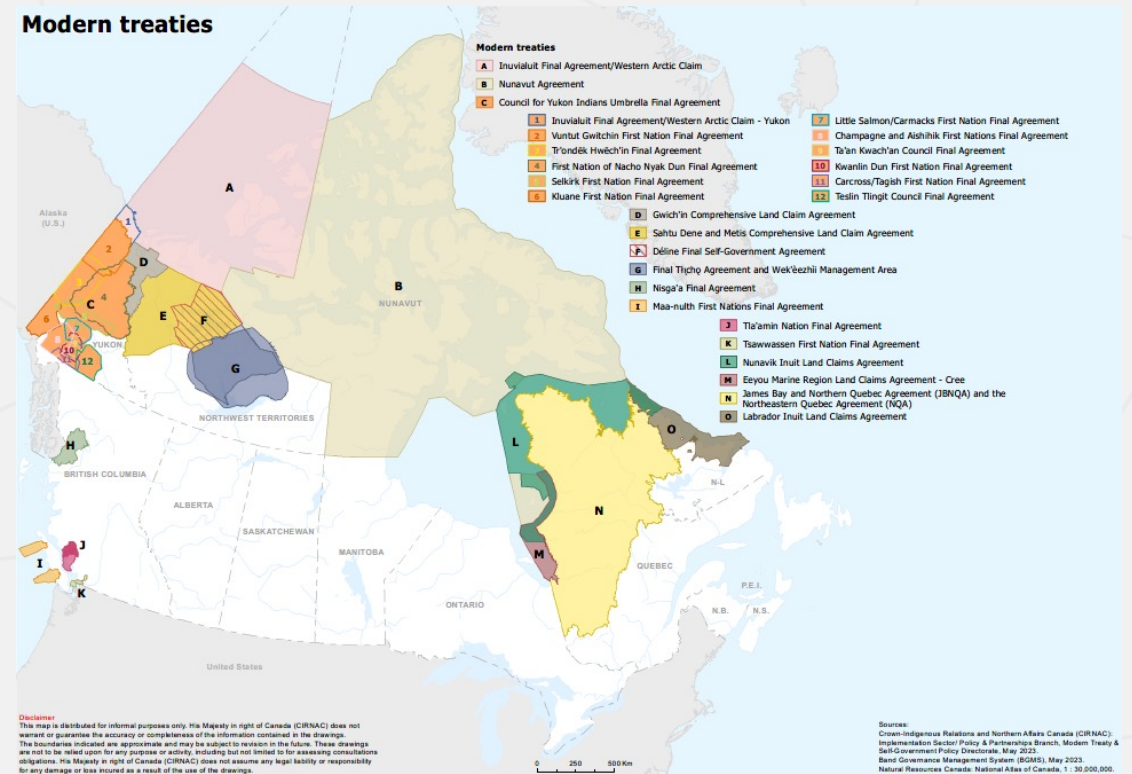 Modern treaties
Modern treaties
A Inuvialuit Final Agreement/Western Arctic Claim
B Nunavut Agreement
C Council for Yukon Indians Umbrella Final Agreement
1 Inuvialuit Final Agreement/Western Arctic Claim - Yukon
2 Vuntut Gwitchin First Nation Final Agreement
3 Tr'ondëk Hwëch'in Final Agreement
4 First Nation of Nacho Nyak Dun Final Agreement
5 Selkirk First Nation Final Agreement
6 Kluane First Nation Final Agreement
7 Little Salmon/Carmacks First Nation Final Agreement
8 Champagne and Aishihik First Nations Final Agreement
9 Ta'an Kwach'an Council Final Agreement
10 Kwanlin Dun First Nation Final Agreement
11 Carcross/Tagish First Nation Final Agreement
12 Teslin Tlingit Council Final Agreement
D Gwich'in Comprehensive Land Claim Agreement
E Sahtu Dene and Metis Comprehensive Land Claim Agreement
F Déline Final Self-Government Agreement
G Final Tłı̨chǫ Agreement and Wek'èezhìi Management Area
H Nisga'a Final Agreement
I Maa-nulth First Nations Final Agreement
J Tla'amin Nation Final Agreement
K Tsawwassen First Nation Final Agreement
L Nunavik Inuit Land Claims Agreement
M Eeyou Marine Region Land Claims Agreement - Cree
N James Bay and Northern Quebec Agreement (JBNQA) and the
Northeastern Quebec Agreement (NQA)
O Labrador Inuit Land Claims Agreement
A
Alaska
(U.S.)
1
2
D
3
4
C
B
NUNAVUT
E
F
6
7
YUKON
10
11
12
G
NORTHWEST TERRITORIES
H
BRITISH COLUMBIA
L
O
N-L
ALBERTA
SASKATCHEWAN
MANITOBA
N
J
I
K
M
QUEBEC
ONTARIO
P.E.I.
N.B.
N.S.
United States
Disclaimer
This map is distributed for informal purposes only. His Majesty in right of Canada (CIRNAC) does not
warrant or guarantee the accuracy or completeness of the information contained in the drawings.
The boundaries indicated are approximate and may be subject to revision in the future. These drawings
are not to be relied upon for any purpose or activity, including but not limited to for assessing consultations
obligations. His Majesty in right of Canada (CIRNAC) does not assume any legal liability or responsibility
for any damage or loss incured as a result of the use of the drawings.
0 250 500 Km
Sources:
Crown-Indigenous Relations and Northern Affairs Canada (CIRNAC):
Implementation Sector/ Policy & Partnerships Branch, Modern Treaty &
Self-Government Policy Directorate, May 2023.
Band Governance Management System (BGMS), May 2023.
Natural Resources Canada: National Atlas of Canada, 1 : 30,000,000.